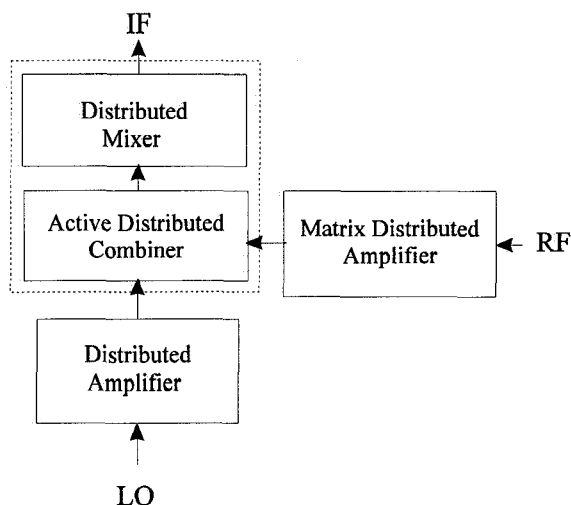 IF
Distributed
Mixer
Active Distributed
Combiner
Matrix Distributed
Amplifier
RF
Distributed
Amplifier
LO